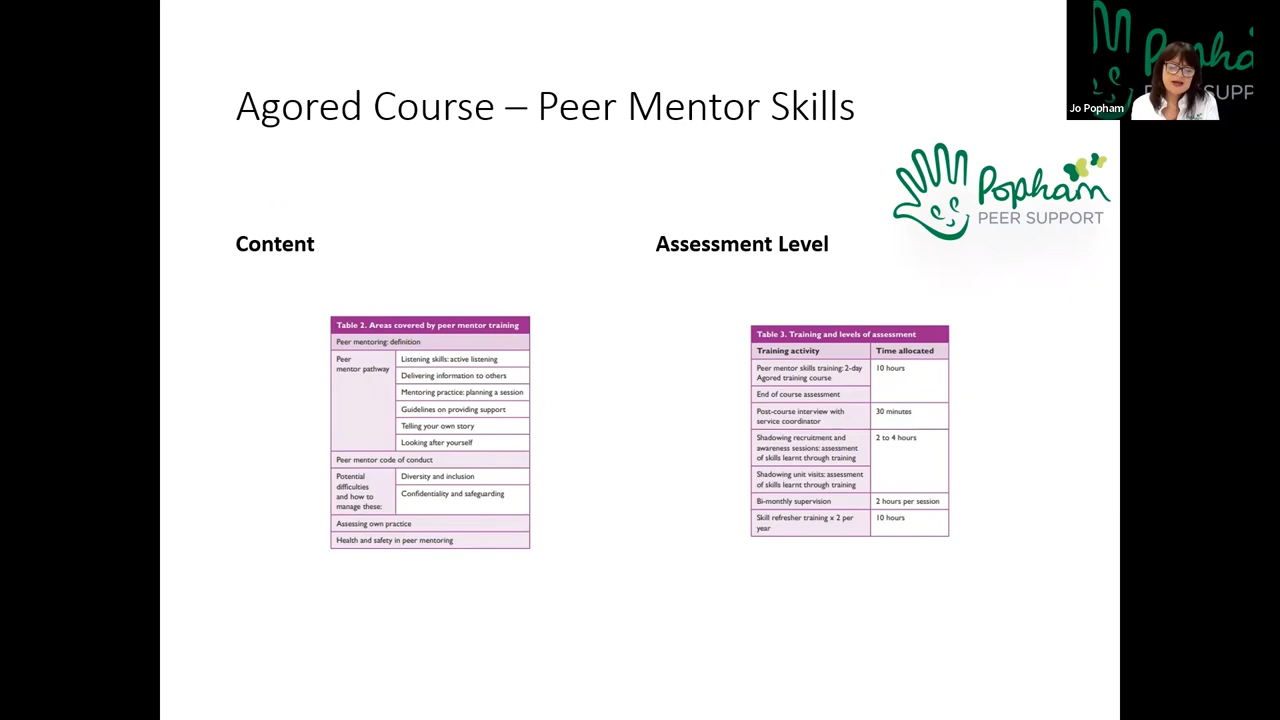 Agored Course – Peer Mentor Skills
Popha
SUPP
Jo Popham
Popham
PEER SUPPORT
Content
Assessment Level
Table 2. Areas covered by peer mentor training
Peer mentoring: definition
Peer
mentor pathway
Listening skills: active listening
Delivering information to others
Mentoring practice: planning a session
Guidelines on providing support
Telling your own story
Looking after yourself
Peer mentor code of conduct
Potential
difficulties
and how to
manage these:
Diversity and inclusion
Confidentiality and safeguarding
Assessing own practice
Health and safety in peer mentoring
Table 3. Training and levels of assessment
Training activity Time allocated
Peer mentor skills training: 2-day
Agored training course
10 hours
End of course assessment
Post-course interview with
service coordinator
30 minutes
Shadowing recruitment and
awareness sessions: assessment
of skills learnt through training
2 to 4 hours
Shadowing unit visits: assessment
of skills learnt through training
Bi-monthly supervision 2 hours per session
Skill refresher training x 2 per
year
10 hours